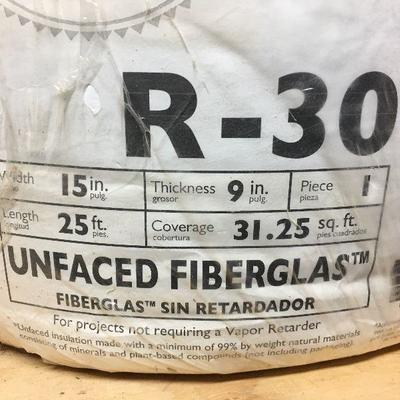 R-30
Width 15 in. Thickness 9 in. Piece 1
pulg. grosor pulg. pieza
Length 25 ft. Coverage 31.25 sq. ft.
pies. cobertura pies cuadrados
UNFACED FIBERGLAS™
FIBERGLAS™ SIN RETARDADOR
For projects not requiring a Vapor Retarder
*Unfaced insulation made with a minimum of 99% by weight natural materials
consisting of minerals and plant-based compounds (not including packaging).